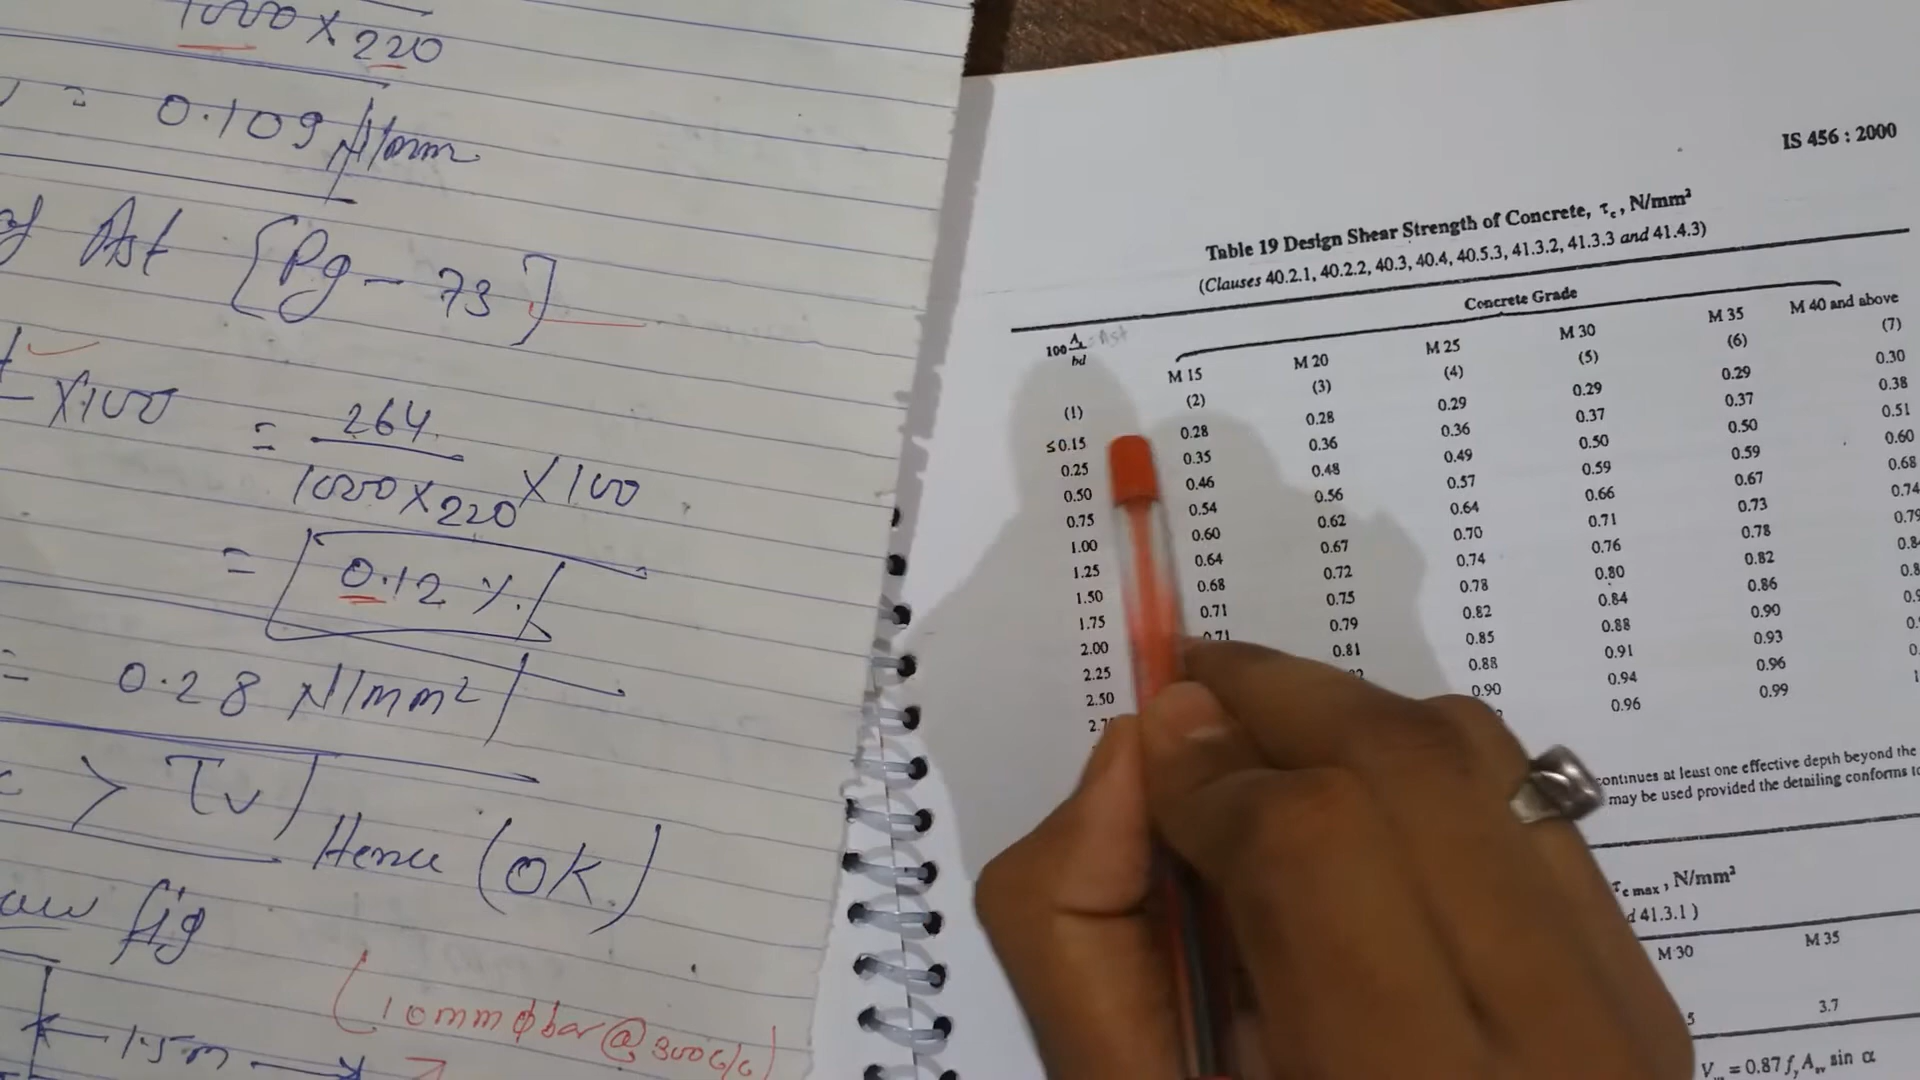 1000 X 220
= 0.109 N/mm
of Ast [Pg - 73]
X100 = 264
1000 X 220 X 100
= 0.12 %
= 0.28 N/mm²
> τv Hence (OK)
fig
(10mm ϕ bar @ 300 c/c)
1.5m
IS 456 : 2000
Table 19 Design Shear Strength of Concrete, τc, N/mm²
(Clauses 40.2.1, 40.2.2, 40.3, 40.4, 40.5.3, 41.3.2, 41.3.3 and 41.4.3)
100 As/bd = Ast
Concrete Grade
M 15 M 20 M 25 M 30 M 35 M 40 and above
(1) (2) (3) (4) (5) (6) (7)
≤ 0.15 0.28 0.28 0.29 0.29 0.29 0.30
0.25 0.35 0.36 0.36 0.37 0.37 0.38
0.50 0.46 0.48 0.49 0.50 0.50 0.51
0.75 0.54 0.56 0.57 0.59 0.59 0.60
1.00 0.60 0.62 0.64 0.66 0.67 0.68
1.25 0.64 0.67 0.70 0.71 0.73 0.74
1.50 0.68 0.72 0.74 0.76 0.78 0.79
1.75 0.71 0.75 0.78 0.80 0.82
2.00 0.71 0.79 0.82 0.84 0.86
2.25 0.81 0.85 0.88 0.90
2.50 0.88 0.91 0.93
0.90 0.94 0.96
0.96 0.99
continues at least one effective depth beyond the
may be used provided the detailing conforms to
τc max, N/mm²
41.3.1 )
M 30 M 35
5 3.7
= 0.87 fy Asv sin α